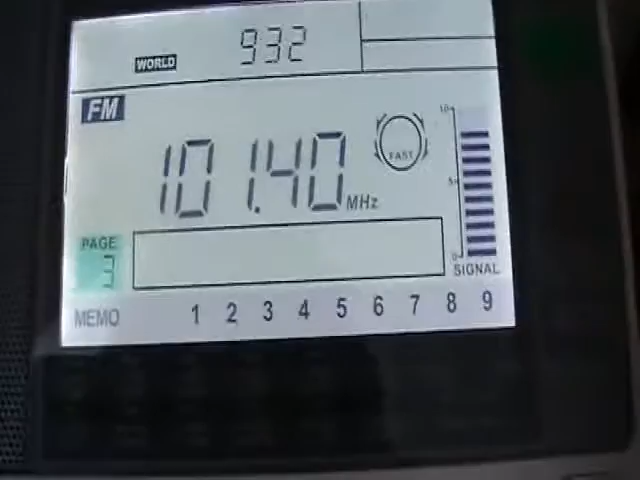 WORLD 932
FM
101.40 MHz
FAST
10
5
0
SIGNAL
PAGE
3
MEMO 1 2 3 4 5 6 7 8 9